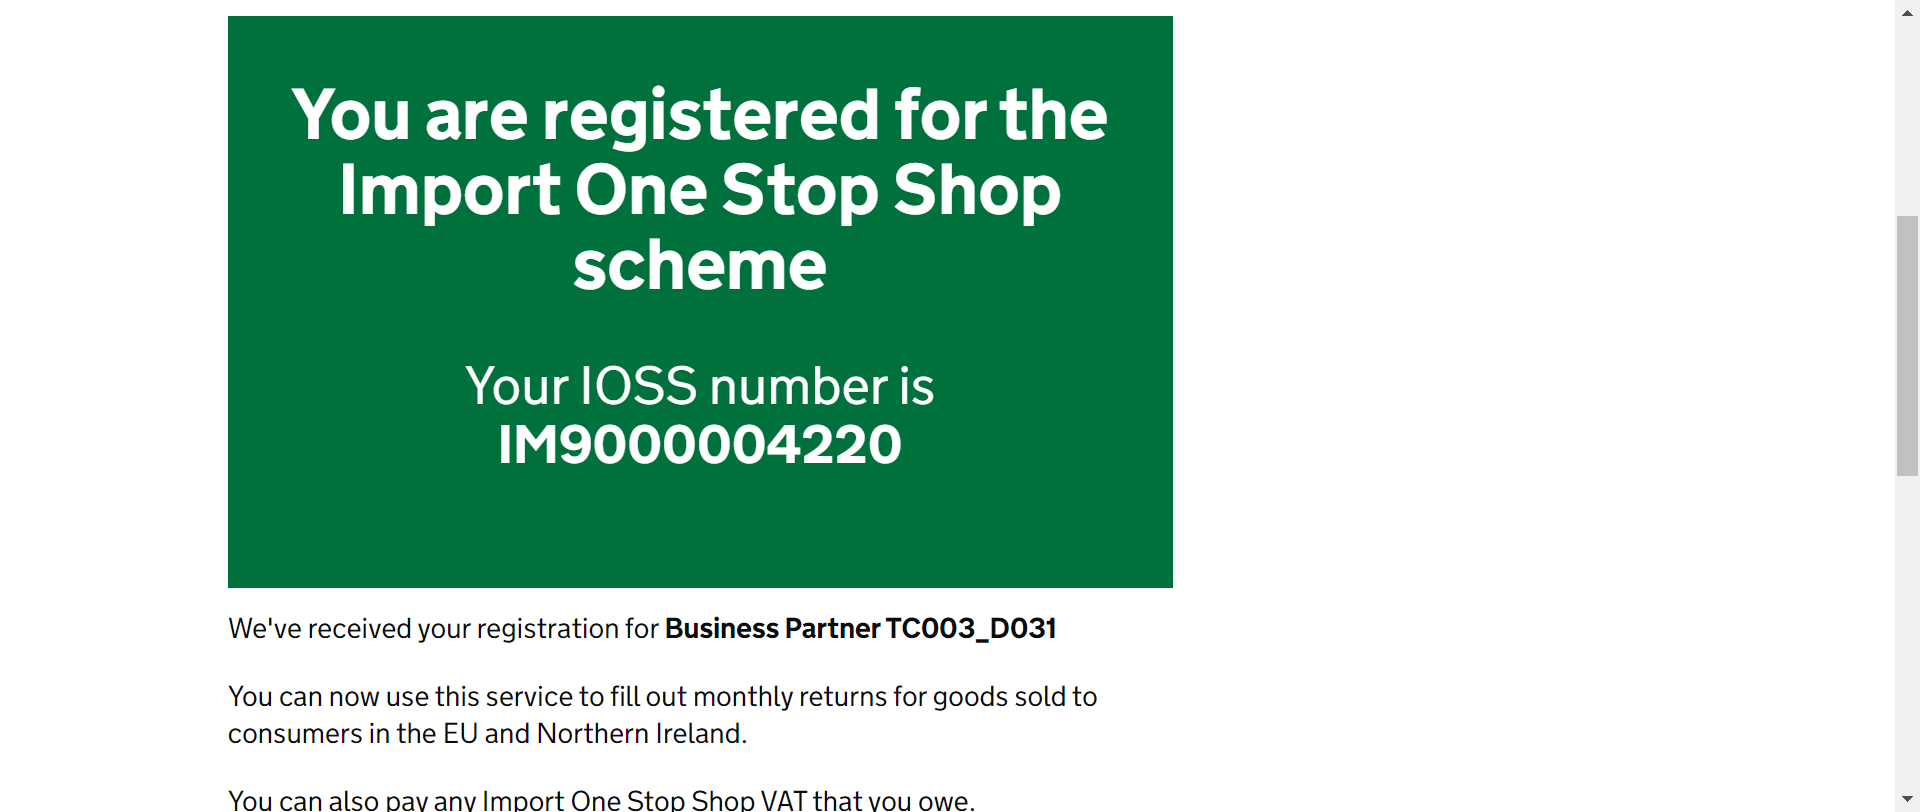 You are registered for the
Import One Stop Shop
scheme
Your IOSS number is
IM9000004220
We've received your registration for Business Partner TC003_D031
You can now use this service to fill out monthly returns for goods sold to
consumers in the EU and Northern Ireland.
You can also pay any Import One Stop Shop VAT that you owe.